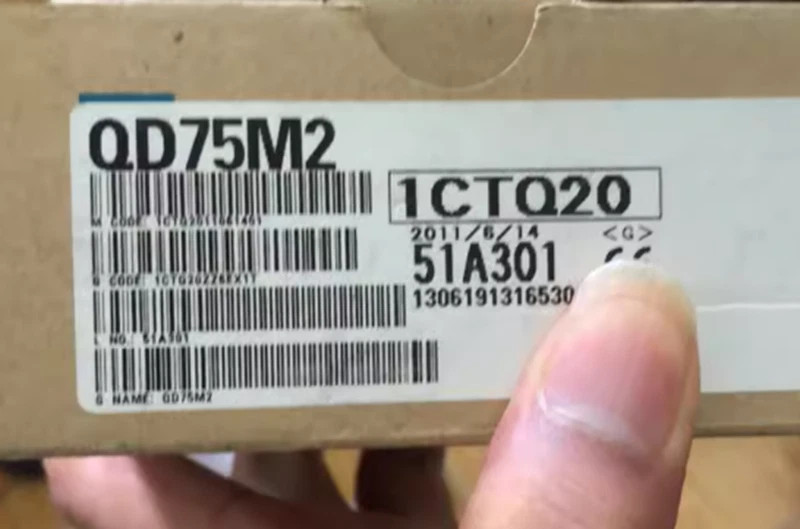 QD75M2
1CTQ20
2011/6/14 <G>
51A301
1306191316530
L NO. 51A301
G NAME: QD75M2